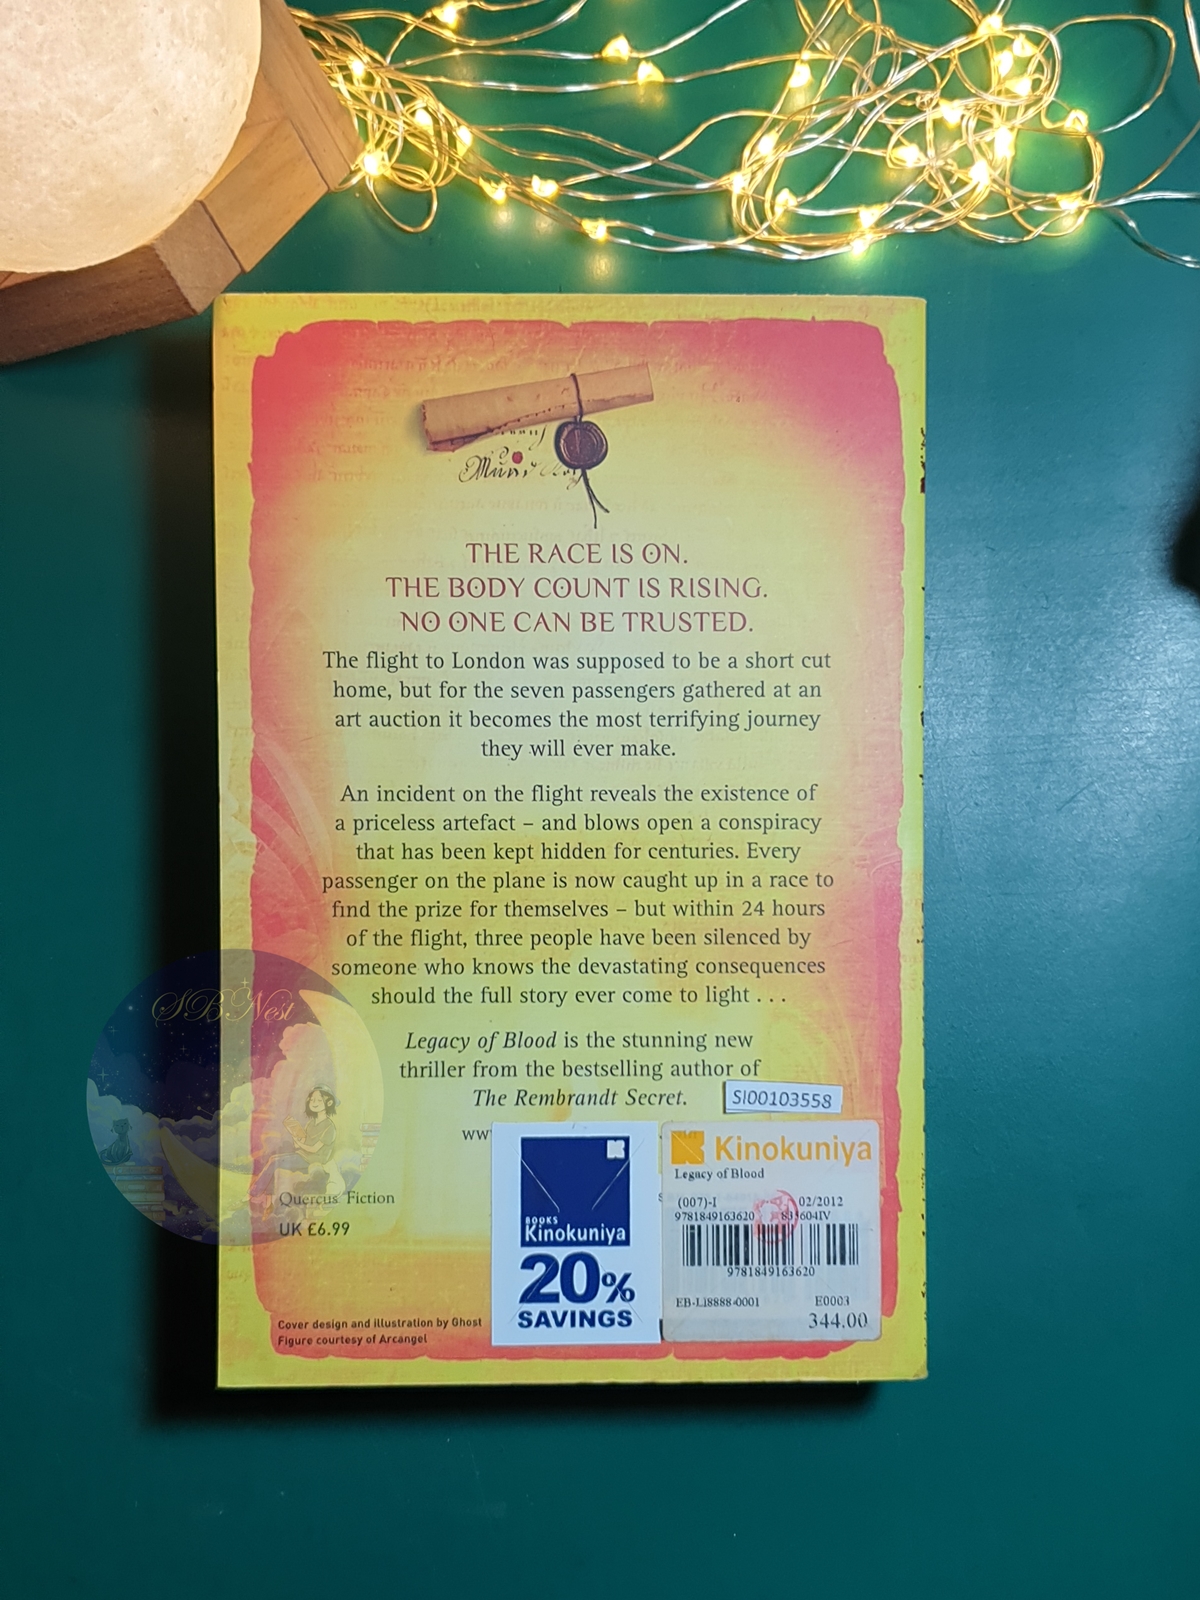 THE RACE IS ON.
THE BODY COUNT IS RISING.
NO ONE CAN BE TRUSTED.
The flight to London was supposed to be a short cut
home, but for the seven passengers gathered at an
art auction it becomes the most terrifying journey
they will ever make.
An incident on the flight reveals the existence of
a priceless artefact – and blows open a conspiracy
that has been kept hidden for centuries. Every
passenger on the plane is now caught up in a race to
find the prize for themselves – but within 24 hours
of the flight, three people have been silenced by
someone who knows the devastating consequences
should the full story ever come to light . . .
Legacy of Blood is the stunning new
thriller from the bestselling author of
The Rembrandt Secret.
SI00103558
SBNest
Quercus Fiction
UK £6.99
Cover design and illustration by Ghost
Figure courtesy of Arcangel
BOOKS
Kinokuniya
20%
SAVINGS
Kinokuniya
Legacy of Blood
(007)-I 02/2012
9781849163620
9781849163620
EB-Li8888-0001 E0003
344.00